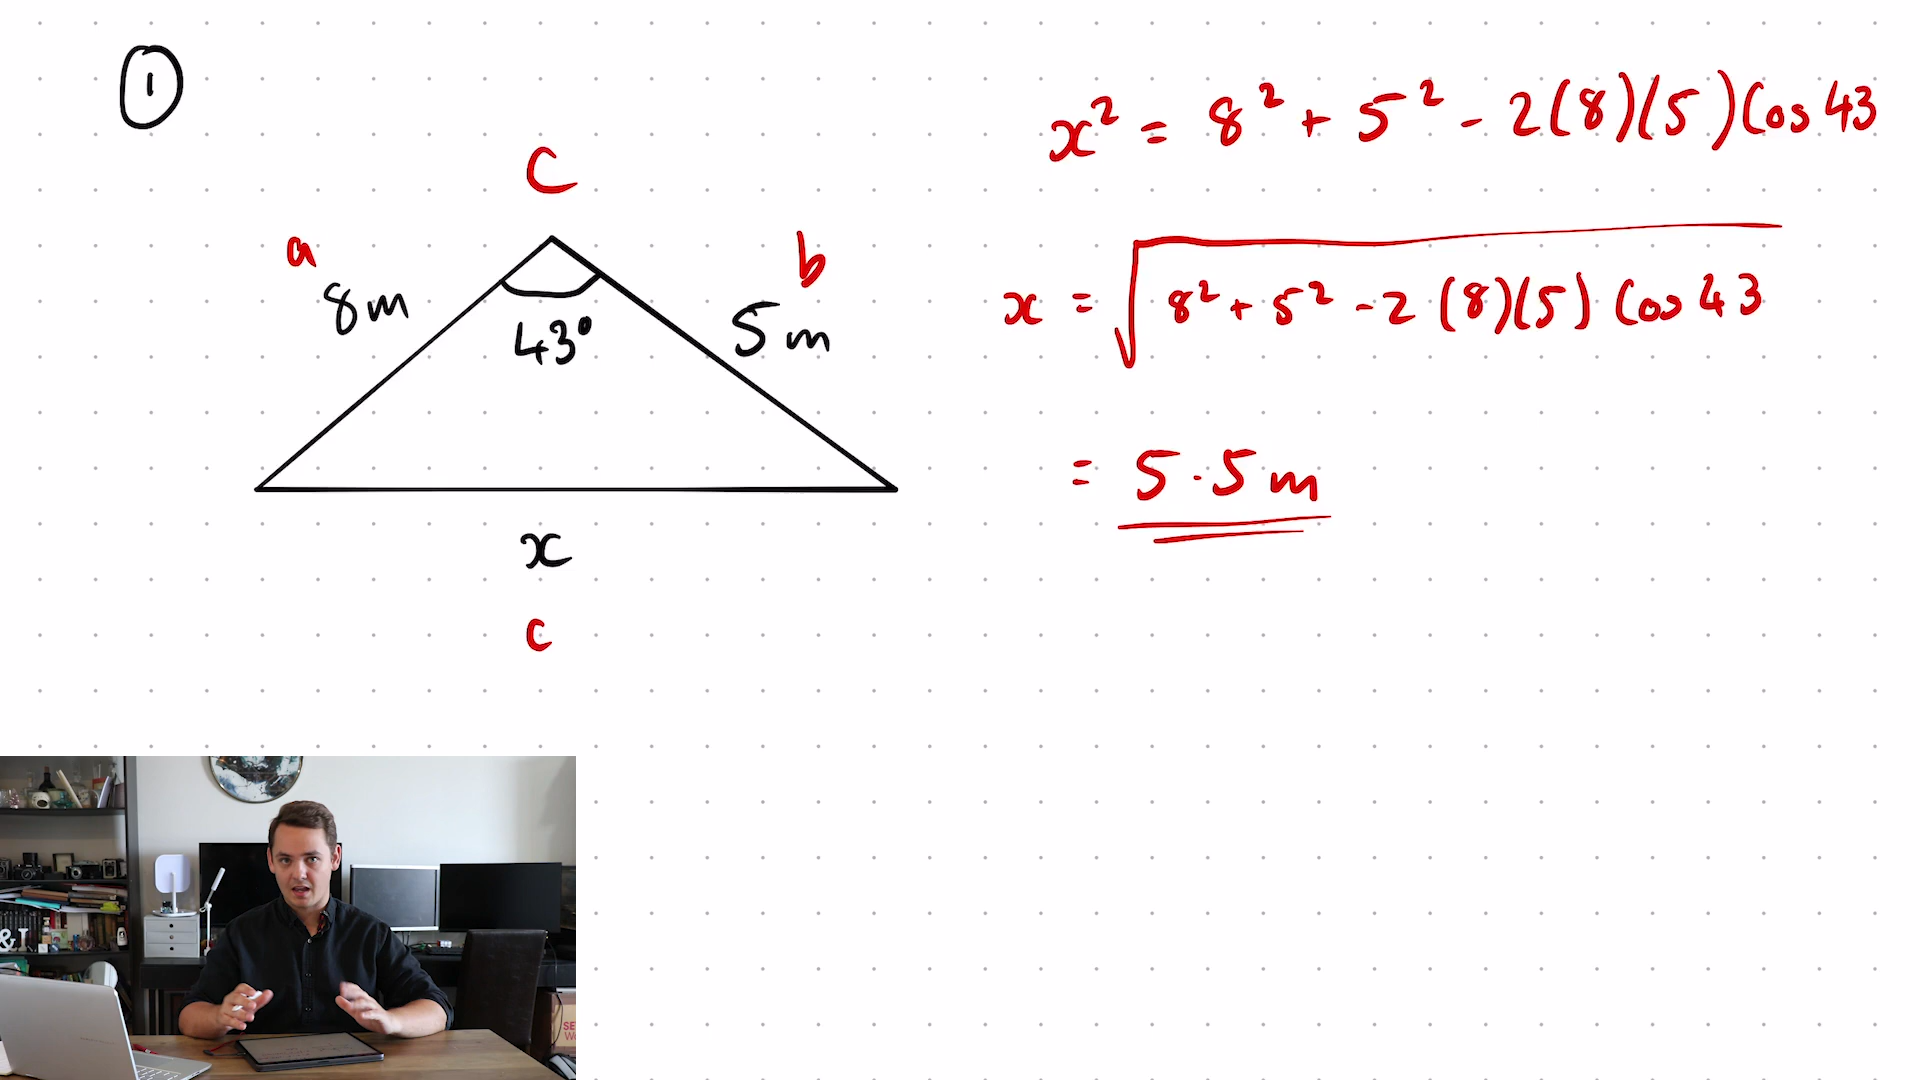 1
x² = 8² + 5² - 2(8)(5) Cos 43
C
a
b
8m
43°
5m
x = √8² + 5² - 2(8)(5) Cos 43
= 5.5m
x
c
&